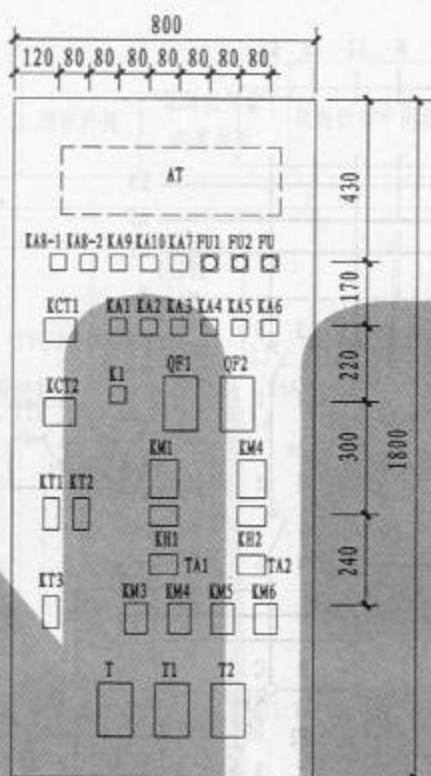 800
120 80 80 80 80 80 80 80
AT
430
KA8-1 KA8-2 KA9 KA10 KA7 FU1 FU2 FU
170
KCT1 KA1 KA2 KA3 KA4 KA5 KA6
220
KCT2 K1 QF1 QF2
300
1800
KM1 KM4
KT1 KT2
KH1 TA1 KH2 TA2
240
KT3 KM3 KM4 KM5 KM6
T T1 T2